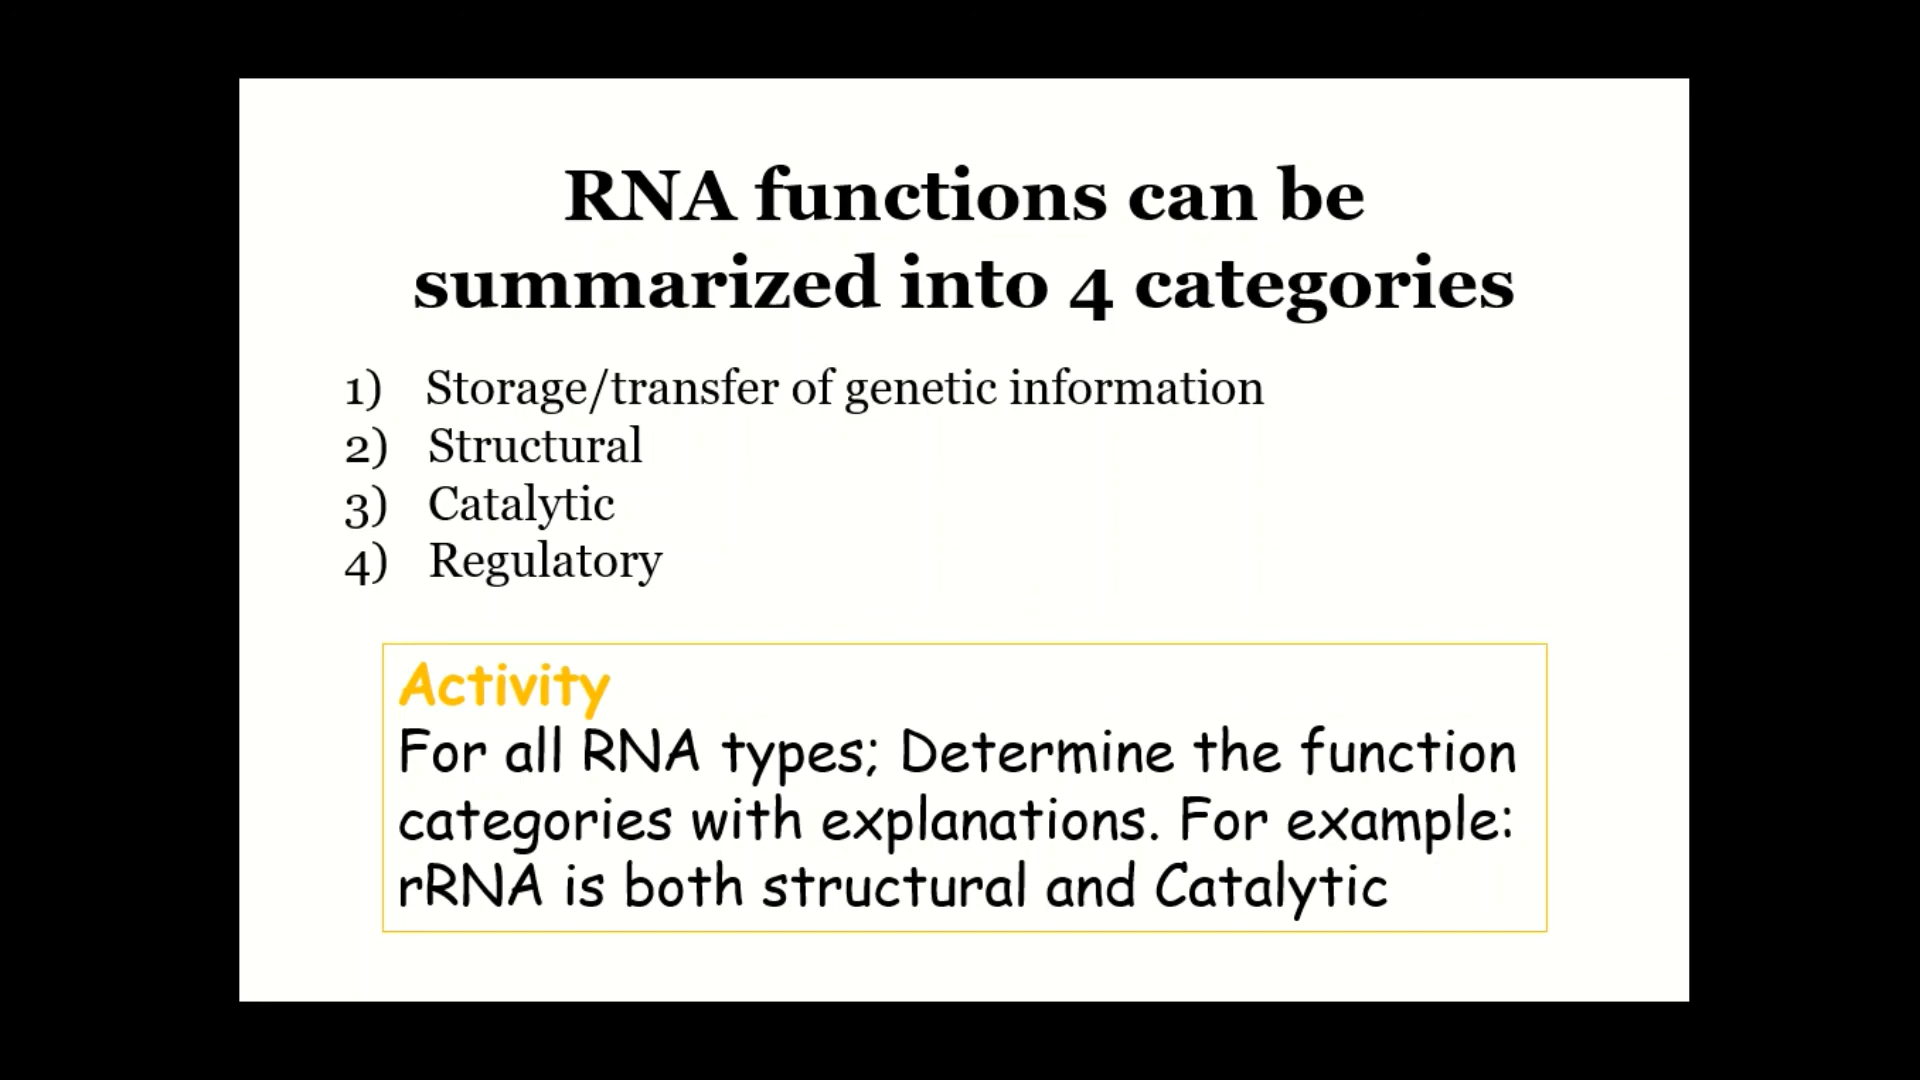 RNA functions can be
summarized into 4 categories
1) Storage/transfer of genetic information
2) Structural
3) Catalytic
4) Regulatory
Activity
For all RNA types; Determine the function
categories with explanations. For example:
rRNA is both structural and Catalytic